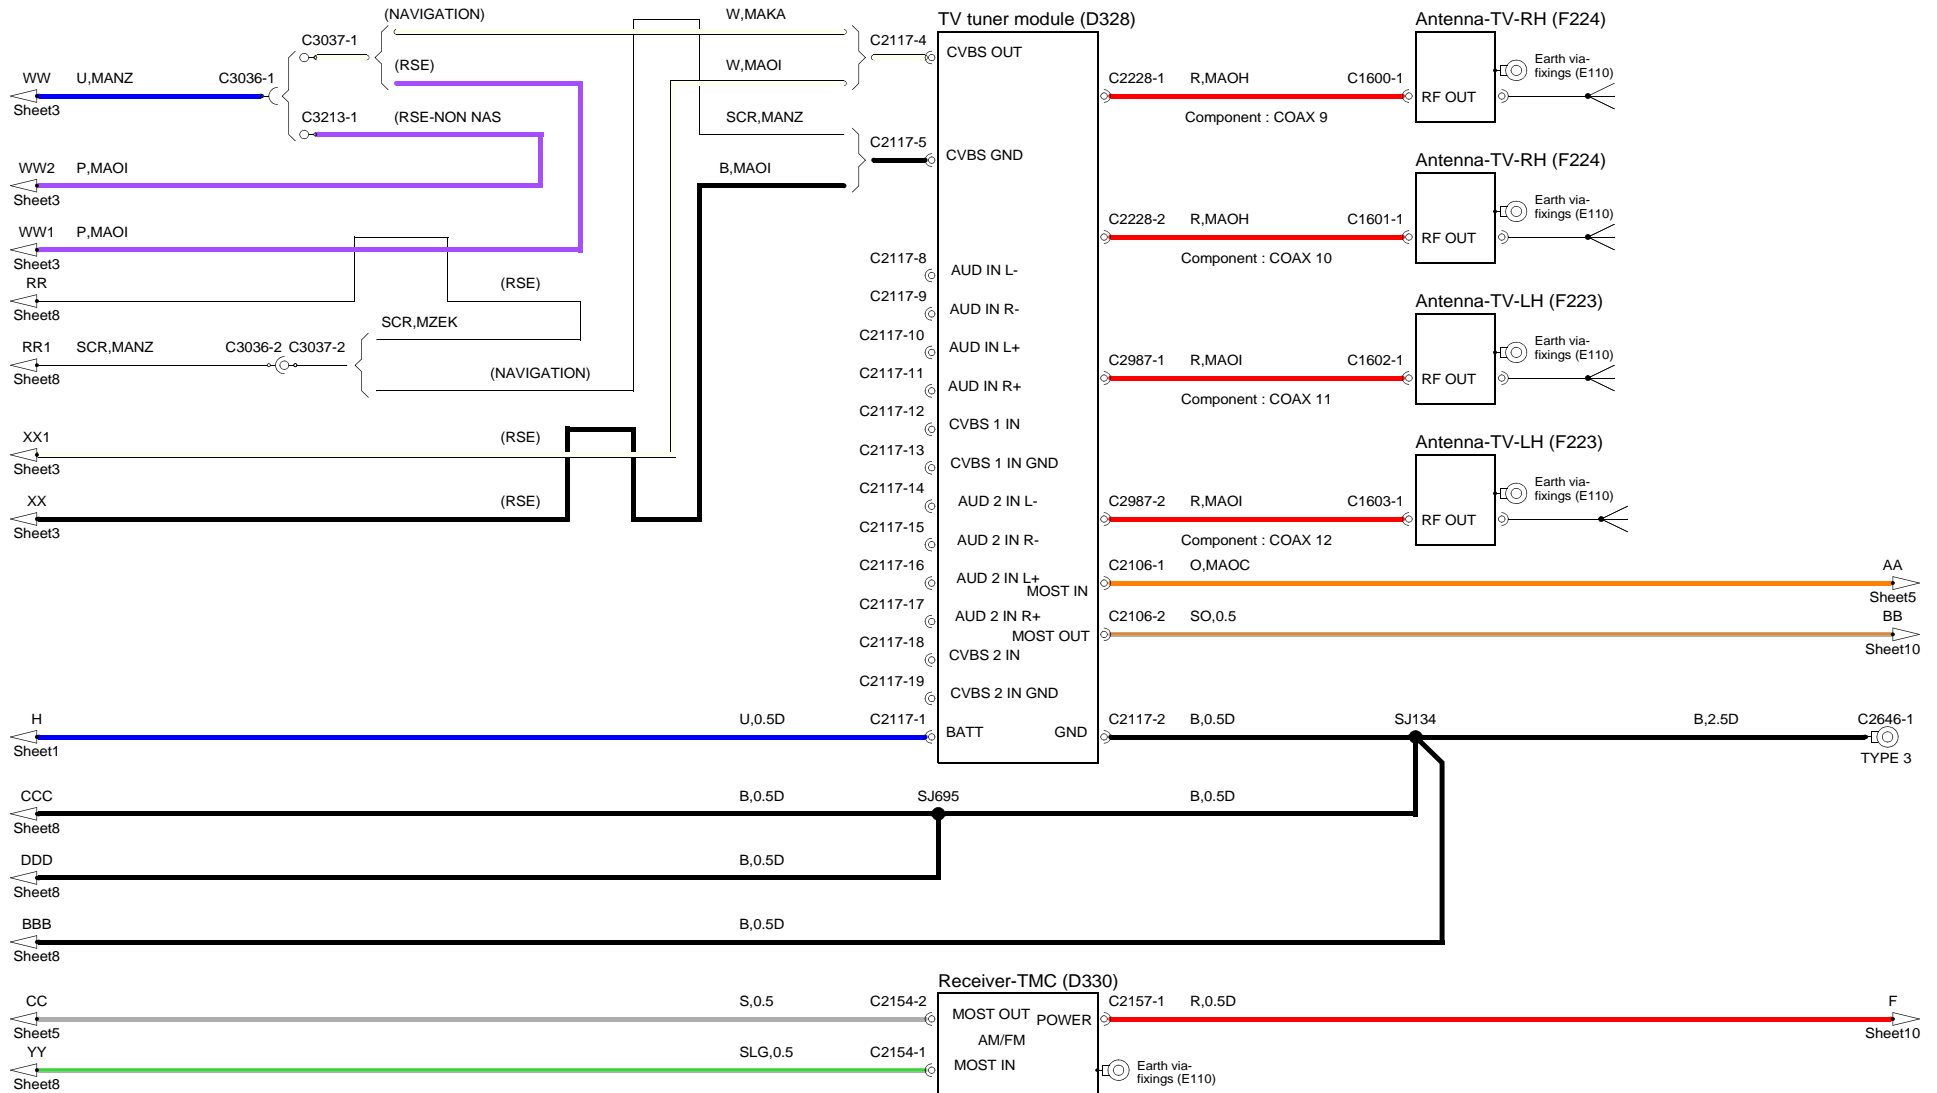 (NAVIGATION)
W,MAKA
TV tuner module (D328)
Antenna-TV-RH (F224)
C3037-1
C2117-4
CVBS OUT
Earth via-
fixings (E110)
(RSE)
W,MAOI
WW
U,MANZ
C3036-1
C2228-1
R,MAOH
C1600-1
RF OUT
Sheet3
C3213-1
(RSE-NON NAS
SCR,MANZ
Component : COAX 9
C2117-5
CVBS GND
Antenna-TV-RH (F224)
WW2
P,MAOI
B,MAOI
Sheet3
Earth via-
fixings (E110)
C2228-2
R,MAOH
C1601-1
RF OUT
WW1
P,MAOI
Sheet3
C2117-8
AUD IN L-
Component : COAX 10
RR
(RSE)
Sheet8
C2117-9
AUD IN R-
Antenna-TV-LH (F223)
SCR,MZEK
C2117-10
AUD IN L+
Earth via-
fixings (E110)
RR1
SCR,MANZ
C3036-2
C3037-2
Sheet8
(NAVIGATION)
C2117-11
AUD IN R+
C2987-1
R,MAOI
C1602-1
RF OUT
Component : COAX 11
C2117-12
CVBS 1 IN
XX1
(RSE)
Sheet3
C2117-13
CVBS 1 IN GND
Antenna-TV-LH (F223)
Earth via-
fixings (E110)
XX
(RSE)
Sheet3
C2117-14
AUD 2 IN L-
C2987-2
R,MAOI
C1603-1
RF OUT
C2117-15
AUD 2 IN R-
Component : COAX 12
C2117-16
AUD 2 IN L+
MOST IN
C2106-1
O,MAOC
AA
Sheet5
C2117-17
AUD 2 IN R+
MOST OUT
C2106-2
SO,0.5
BB
Sheet10
C2117-18
CVBS 2 IN
C2117-19
CVBS 2 IN GND
H
U,0.5D
C2117-1
BATT
GND
C2117-2
B,0.5D
SJ134
B,2.5D
C2646-1
Sheet1
TYPE 3
CCC
B,0.5D
SJ695
B,0.5D
Sheet8
DDD
B,0.5D
Sheet8
BBB
B,0.5D
Sheet8
Receiver-TMC (D330)
CC
S,0.5
C2154-2
MOST OUT
POWER
C2157-1
R,0.5D
F
Sheet5
AM/FM
Sheet10
YY
SLG,0.5
C2154-1
MOST IN
Earth via-
fixings (E110)
Sheet8